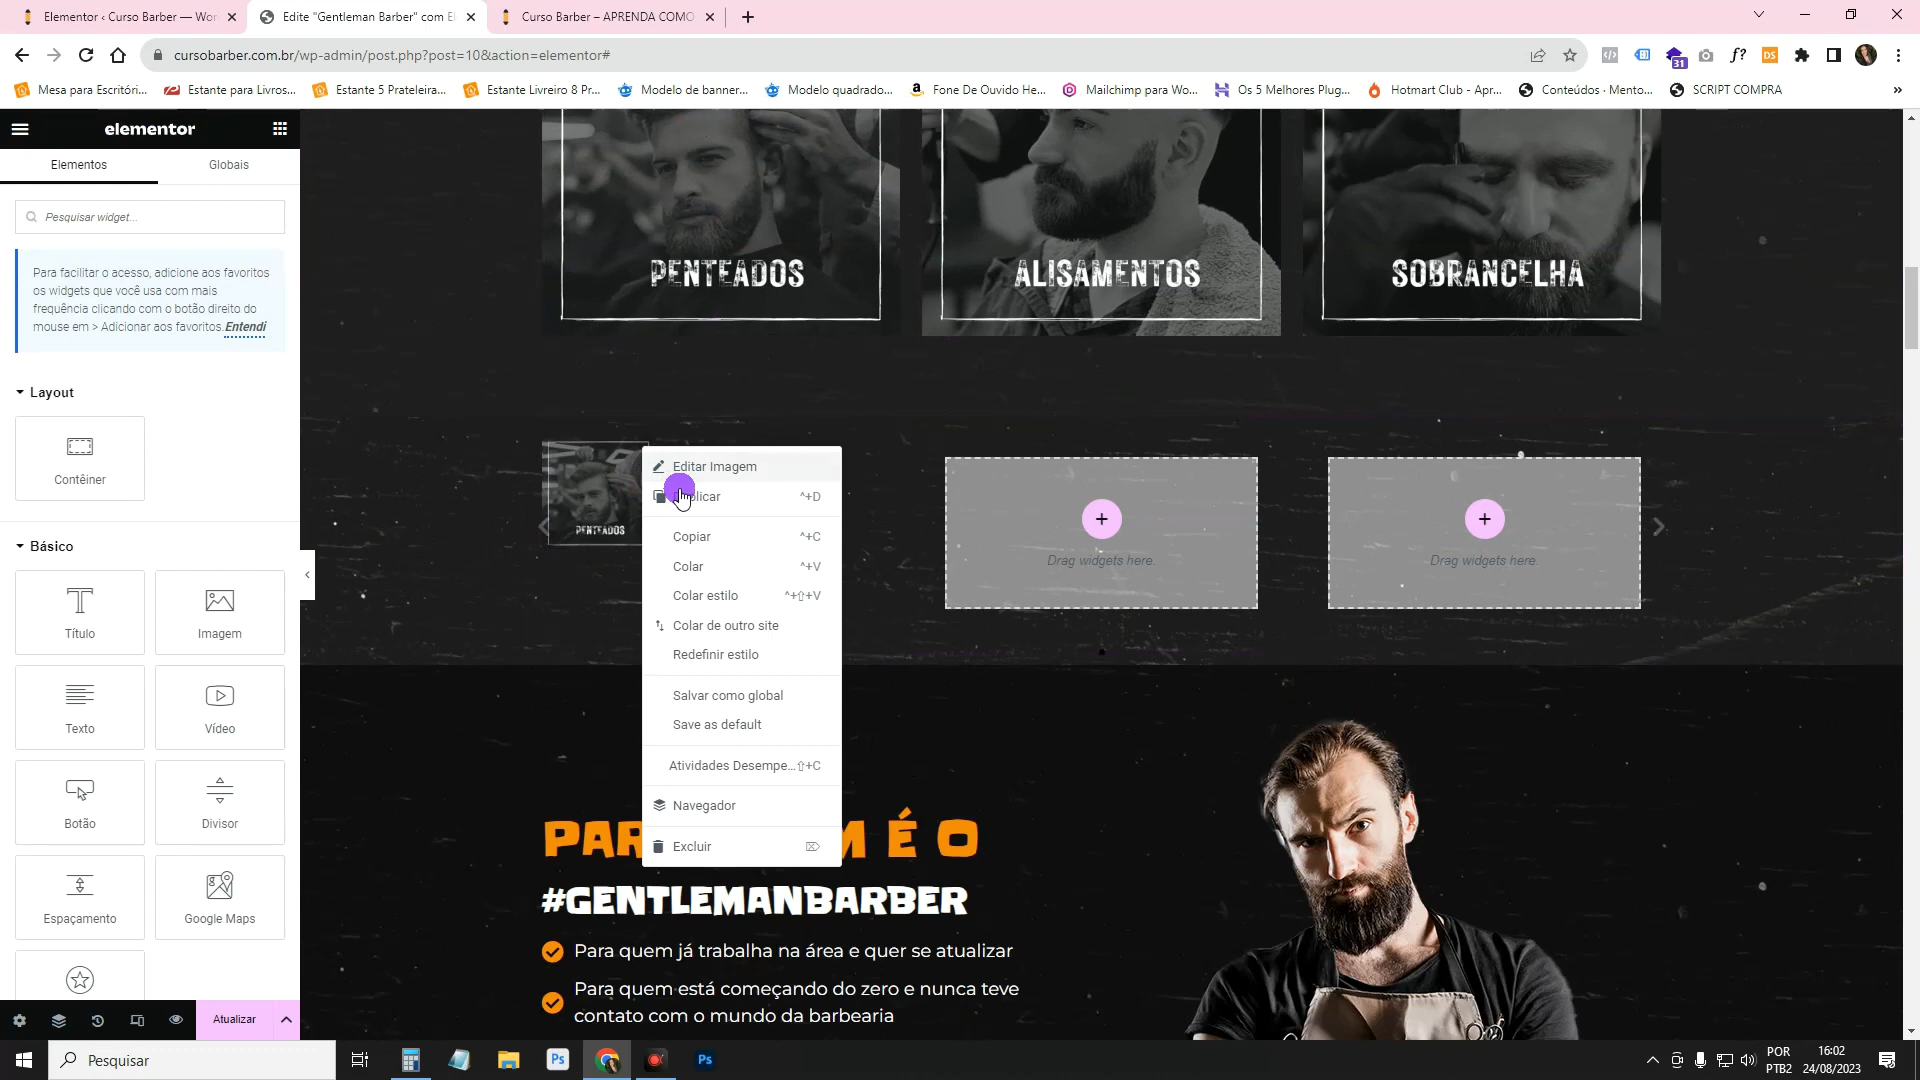 Elementor ‹ Curso Barber — Wor
Edite "Gentleman Barber" com El
Curso Barber – APRENDA COMO
cursobarber.com.br/wp-admin/post.php?post=10&action=elementor#
31
f?
DS
Mesa para Escritóri...
Estante para Livros...
Estante 5 Prateleira...
Estante Livreiro 8 Pr...
Modelo de banner...
Modelo quadrado...
Fone De Ouvido He...
Mailchimp para Wo...
Os 5 Melhores Plug...
Hotmart Club - Apr...
Conteúdos · Mento...
SCRIPT COMPRA
»
elementor
Elementos
Globais
Pesquisar widget...
Para facilitar o acesso, adicione aos favoritos
os widgets que você usa com mais
frequência clicando com o botão direito do
mouse em > Adicionar aos favoritos. Entendi
Layout
Contêiner
Básico
Título
Imagem
Texto
Vídeo
Botão
Divisor
Espaçamento
Google Maps
Atualizar
PENTEADOS
ALISAMENTOS
SOBRANCELHA
PENTEADOS
Editar Imagem
^+D
Copiar ^+C
Colar ^+V
Colar estilo ^+⇧+V
Colar de outro site
Redefinir estilo
Salvar como global
Save as default
Atividades Desempe...⇧+C
Navegador
Excluir
Drag widgets here.
Drag widgets here.
#GENTLEMANBARBER
Para quem já trabalha na área e quer se atualizar
Para quem está começando do zero e nunca teve
contato com o mundo da barbearia
Pesquisar
Ps
Ps
POR
PTB2
16:02
24/08/2023